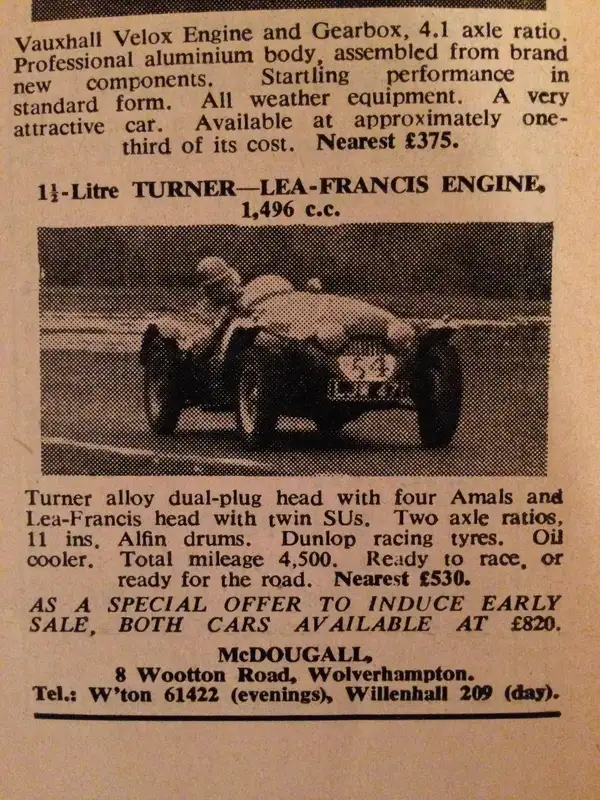 Vauxhall Velox Engine and Gearbox, 4.1 axle ratio.
Professional aluminium body, assembled from brand
new components. Startling performance in
standard form. All weather equipment. A very
attractive car. Available at approximately one-
third of its cost. Nearest £375.
1½-Litre TURNER—LEA-FRANCIS ENGINE,
1,496 c.c.
54
Turner alloy dual-plug head with four Amals and
Lea-Francis head with twin SUs. Two axle ratios,
11 ins. Alfin drums. Dunlop racing tyres. Oil
cooler. Total mileage 4,500. Ready to race, or
ready for the road. Nearest £530.
AS A SPECIAL OFFER TO INDUCE EARLY
SALE, BOTH CARS AVAILABLE AT £820.
McDOUGALL,
8 Wootton Road, Wolverhampton.
Tel.: W'ton 61422 (evenings), Willenhall 209 (day).